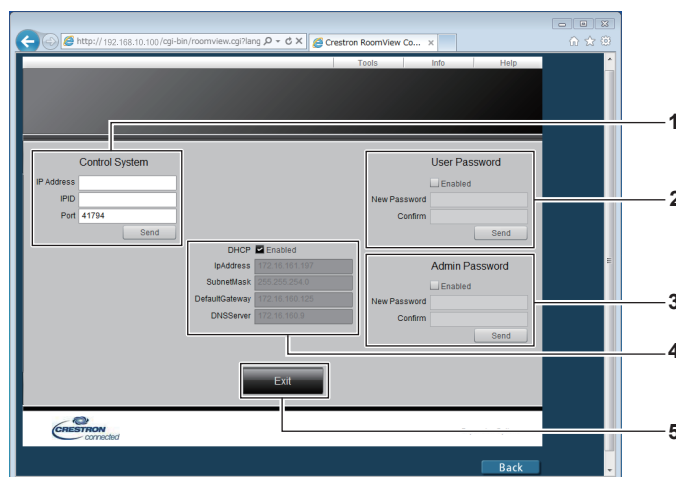 http://192.168.10.100/cgi-bin/roomview.cgi?lang
Crestron RoomView Co...
Tools Info Help
1
Control System
IP Address
IPID
Port 41794
Send
User Password
Enabled
New Password
Confirm
Send
2
DHCP Enabled
IpAddress 172.16.161.197
SubnetMask 255.255.254.0
DefaultGateway 172.16.160.125
DNSServer 172.16.160.8
Admin Password
Enabled
New Password
Confirm
Send
3
4
Exit
5
CRESTRON
connected
Back